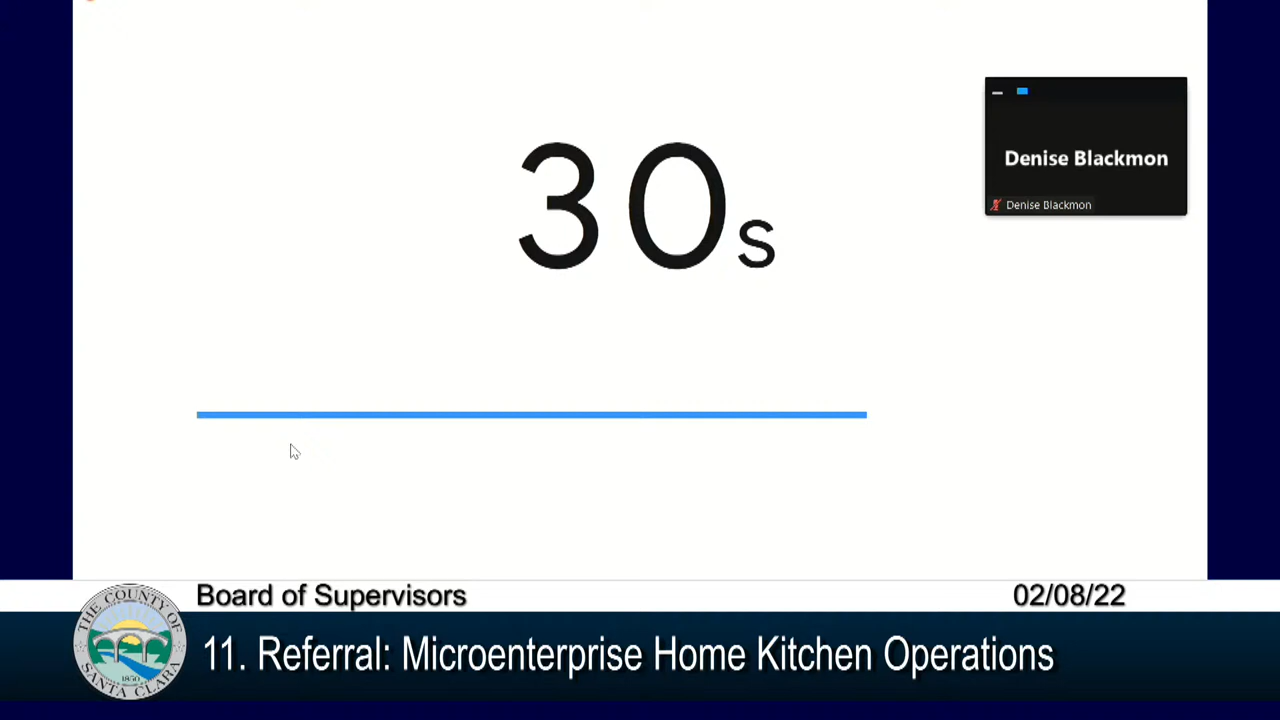 30s
Denise Blackmon
Denise Blackmon
Board of Supervisors
02/08/22
THE COUNTY OF SANTA CLARA
1850
11. Referral: Microenterprise Home Kitchen Operations